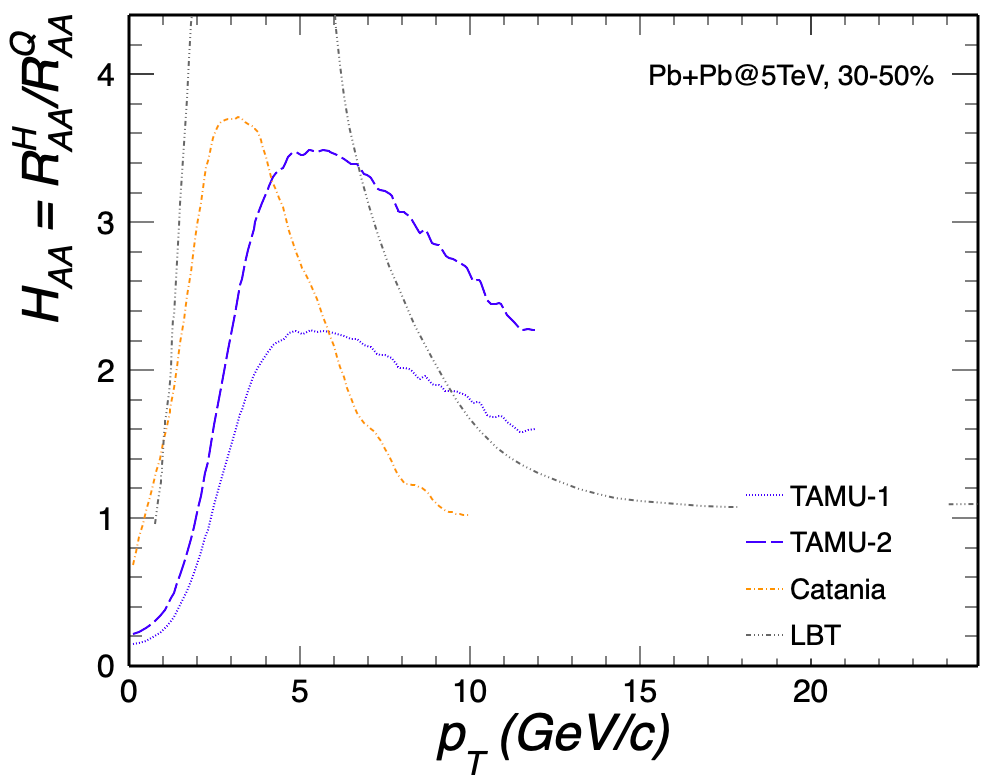 H_AA = R^H_AA/R^Q_AA
Pb+Pb@5TeV, 30-50%
4
3
2
1
0
TAMU-1
TAMU-2
Catania
LBT
0 5 10 15 20
p_T (GeV/c)